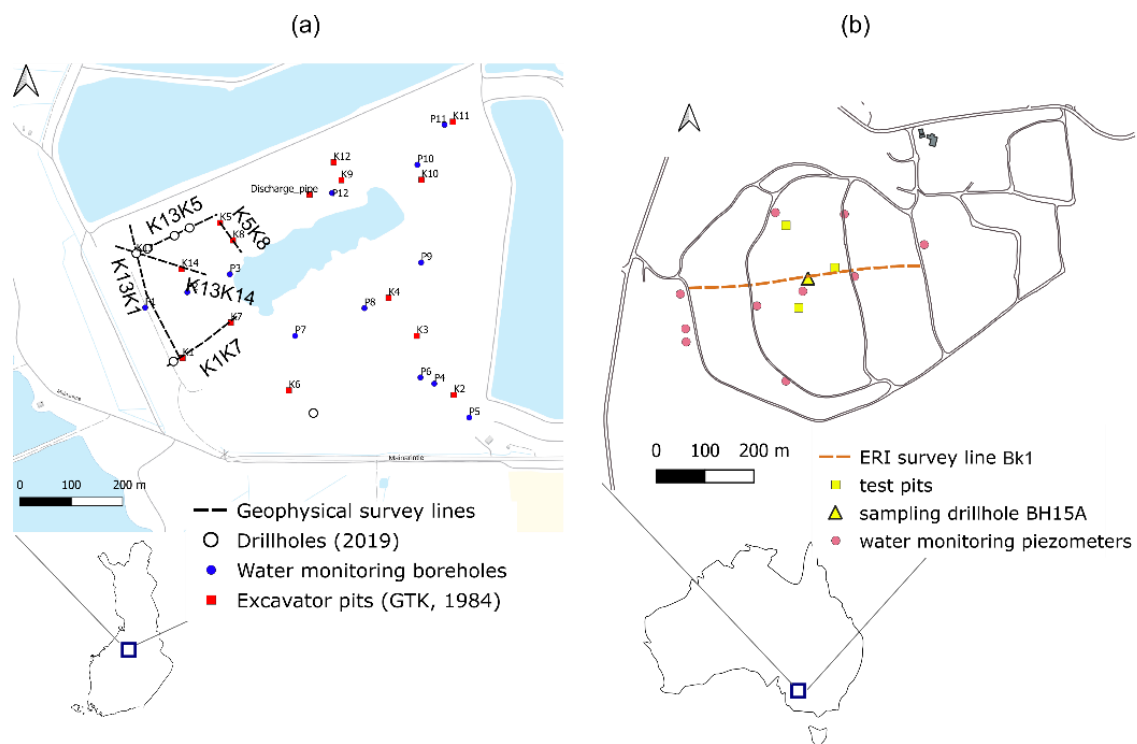 (a)
(b)
P11
K11
K12
K9
P10
K10
Discharge_pipe
P12
K13K5
K5
K5K8
K8
K14
P3
P9
K13K14
K13K1
K4
P8
K7
P7
K3
K1K7
K6
P6
P4
K2
P5
Mainaintie
0 100 200 m
Geophysical survey lines
Drillholes (2019)
Water monitoring boreholes
Excavator pits (GTK, 1984)
0 100 200 m
ERI survey line Bk1
test pits
sampling drillhole BH15A
water monitoring piezometers